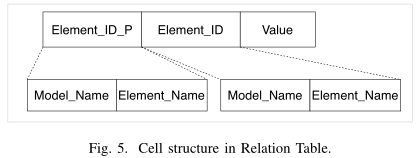 Element_ID_P Element_ID Value
Model_Name Element_Name Model_Name Element_Name
Fig. 5. Cell structure in Relation Table.